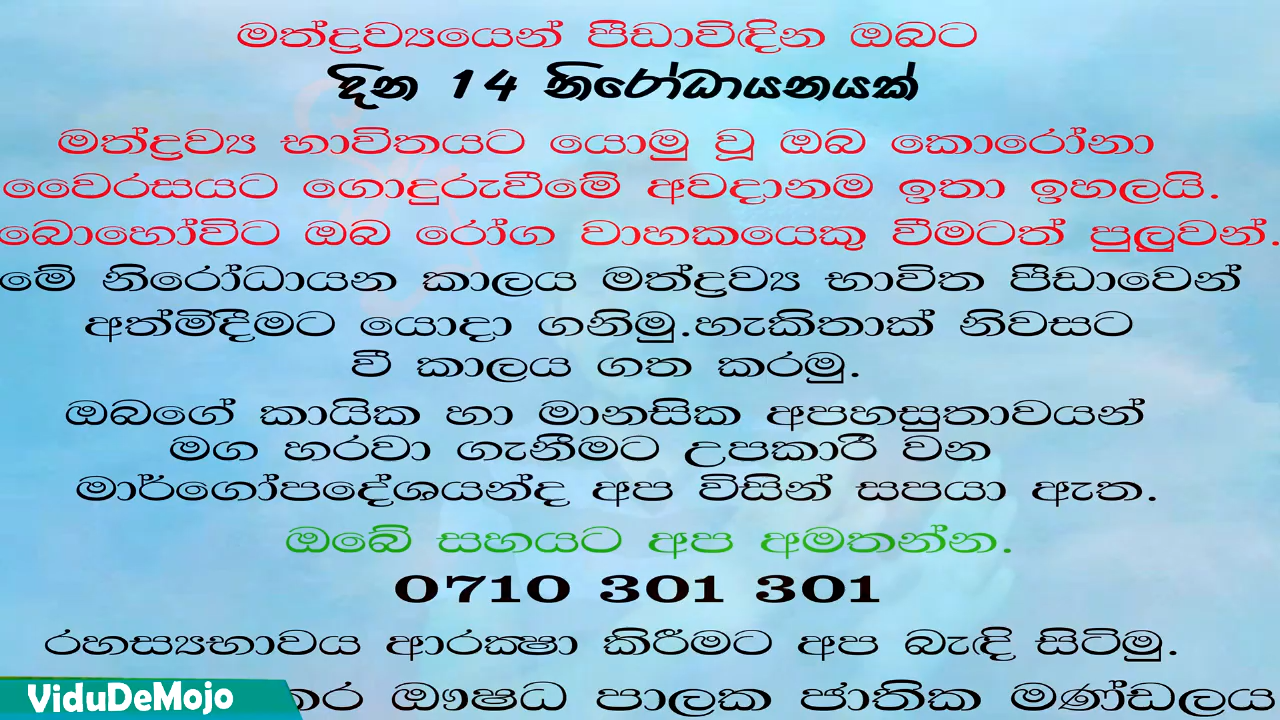 මත්ද්‍රව්‍යයෙන් පීඩාවිඳින ඔබට
දින 14 නිරෝධායනයක්
මත්ද්‍රව්‍ය භාවිතයට යොමු වූ ඔබ කොරෝනා
වෛරසයට ගොදුරුවීමේ අවදානම ඉතා ඉහලයි.
බොහෝවිට ඔබ රෝග වාහකයෙකු වීමටත් පුලුවන්.
මේ නිරෝධායන කාලය මත්ද්‍රව්‍ය භාවිත පීඩාවෙන්
අත්මිදීමට යොදා ගනිමු.හැකිතාක් නිවසට
වී කාලය ගත කරමු.
ඔබගේ කායික හා මානසික අපහසුතාවයන්
මග හරවා ගැනීමට උපකාරී වන
මාර්ගෝපදේශයන්ද අප විසින් සපයා ඇත.
ඔබේ සහයට අප අමතන්න.
0710 301 301
රහස්‍යභාවය ආරක්‍ෂා කිරීමට අප බැඳි සිටිමු.
ඖෂධ පාලක ජාතික මණ්ඩලය
ViduDeMojo